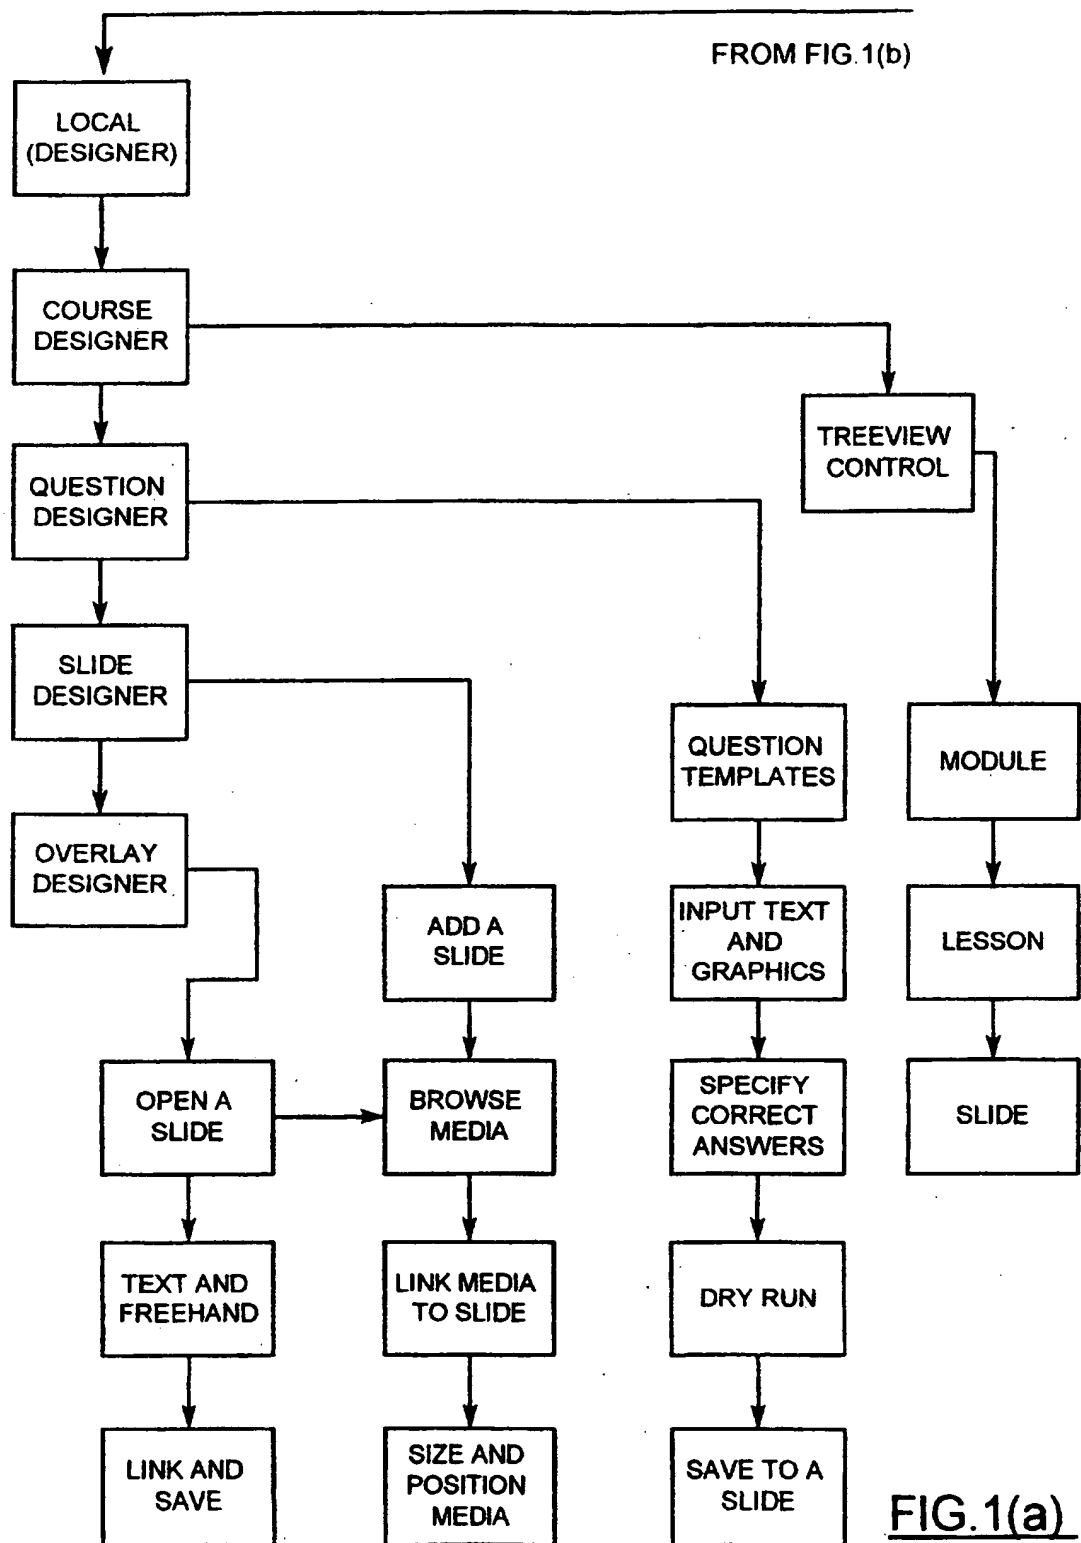 FROM FIG.1(b)
LOCAL
(DESIGNER)
COURSE
DESIGNER
TREEVIEW
CONTROL
QUESTION
DESIGNER
SLIDE
DESIGNER
QUESTION
TEMPLATES
MODULE
OVERLAY
DESIGNER
ADD A
SLIDE
INPUT TEXT
AND
GRAPHICS
LESSON
OPEN A
SLIDE
BROWSE
MEDIA
SPECIFY
CORRECT
ANSWERS
SLIDE
TEXT AND
FREEHAND
LINK MEDIA
TO SLIDE
DRY RUN
LINK AND
SAVE
SIZE AND
POSITION
MEDIA
SAVE TO A
SLIDE
FIG.1(a)